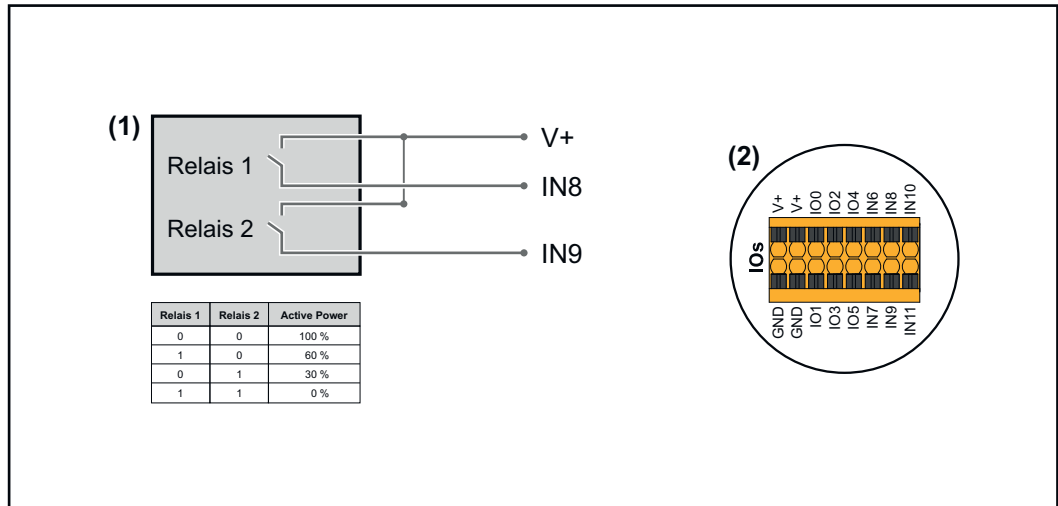 (1)
Relais 1
Relais 2
V+
IN8
IN9
Relais 1 Relais 2 Active Power
0 0 100 %
1 0 60 %
0 1 30 %
1 1 0 %
(2)
IOs
V+ V+ IO0 IO2 IO4 IN6 IN8 IN10
GND GND IO1 IO3 IO5 IN7 IN9 IN11